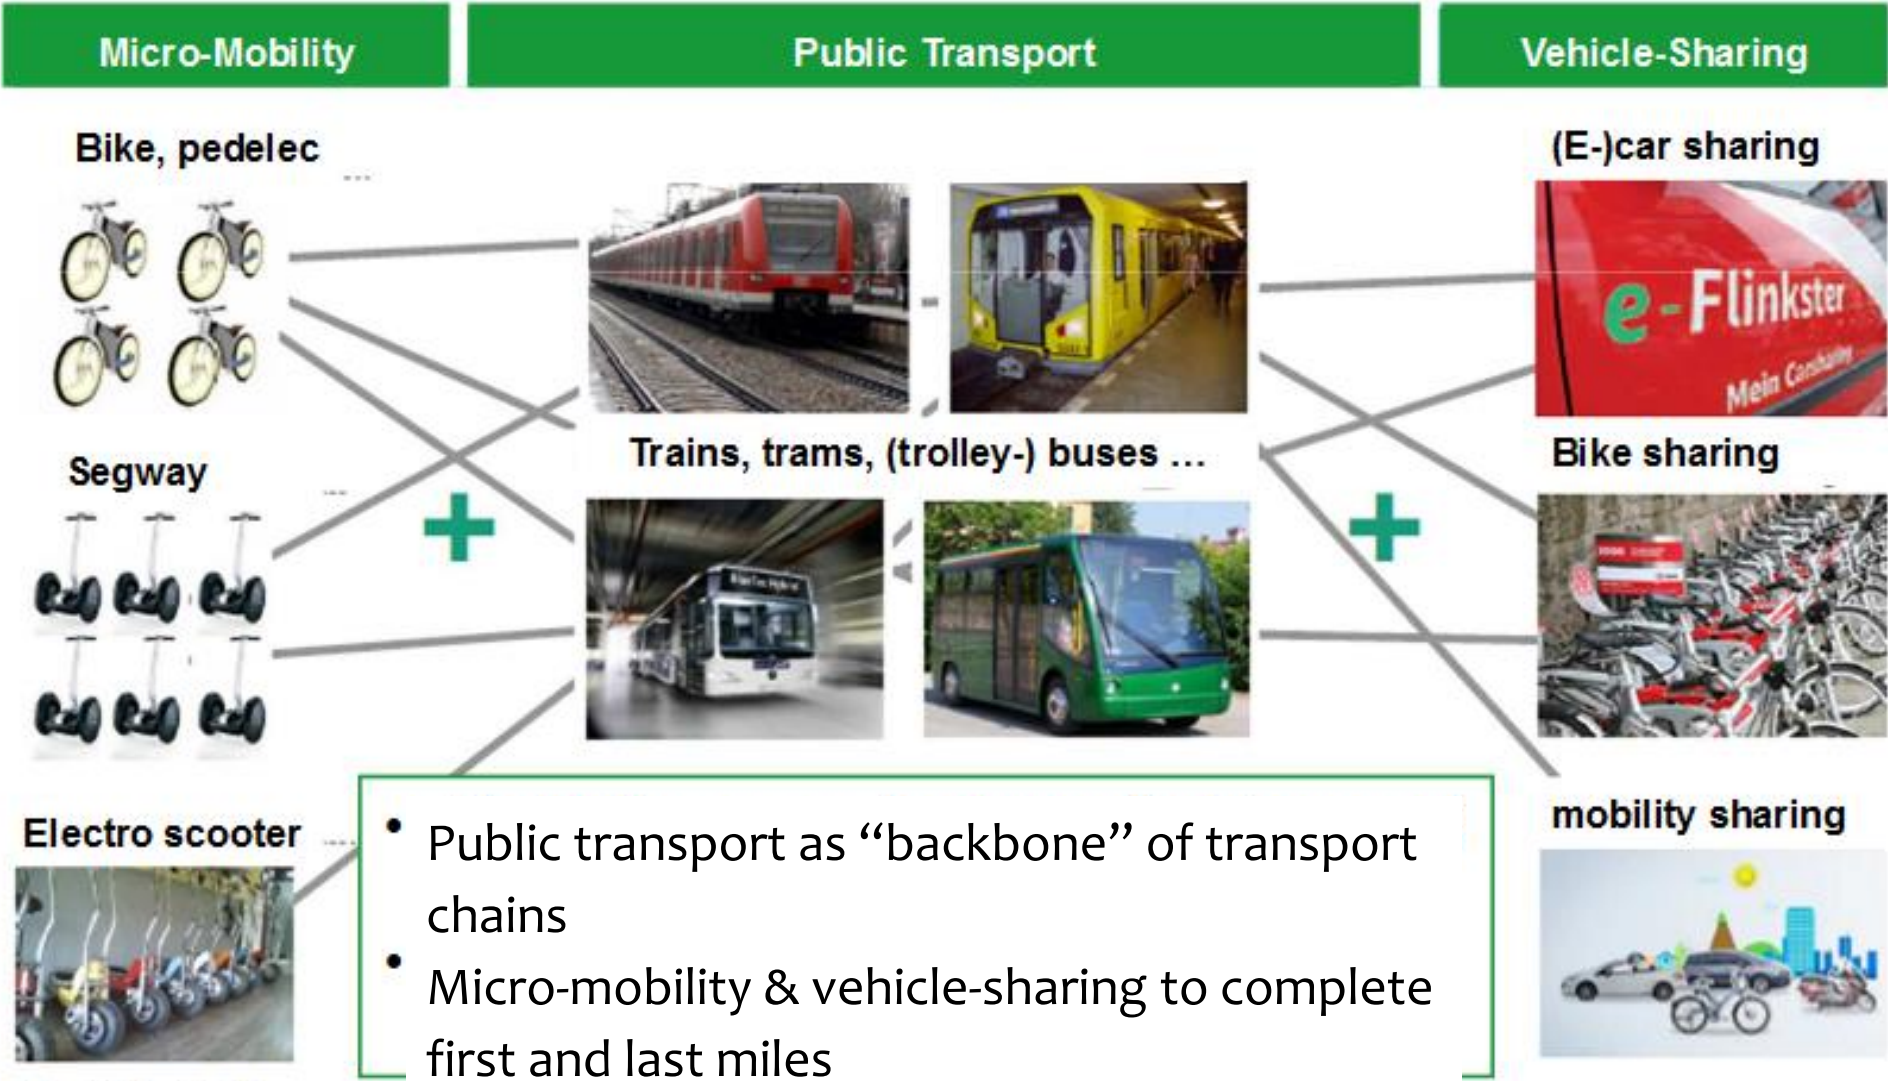 Micro-Mobility
Public Transport
Vehicle-Sharing
Bike, pedelec ...
(E-)car sharing
e-Flinkster
Mein Carsharing
Trains, trams, (trolley-) buses ...
Segway ...
Bike sharing
+
+
Electro scooter ...
mobility sharing
• Public transport as “backbone” of transport
chains
• Micro-mobility & vehicle-sharing to complete
first and last miles